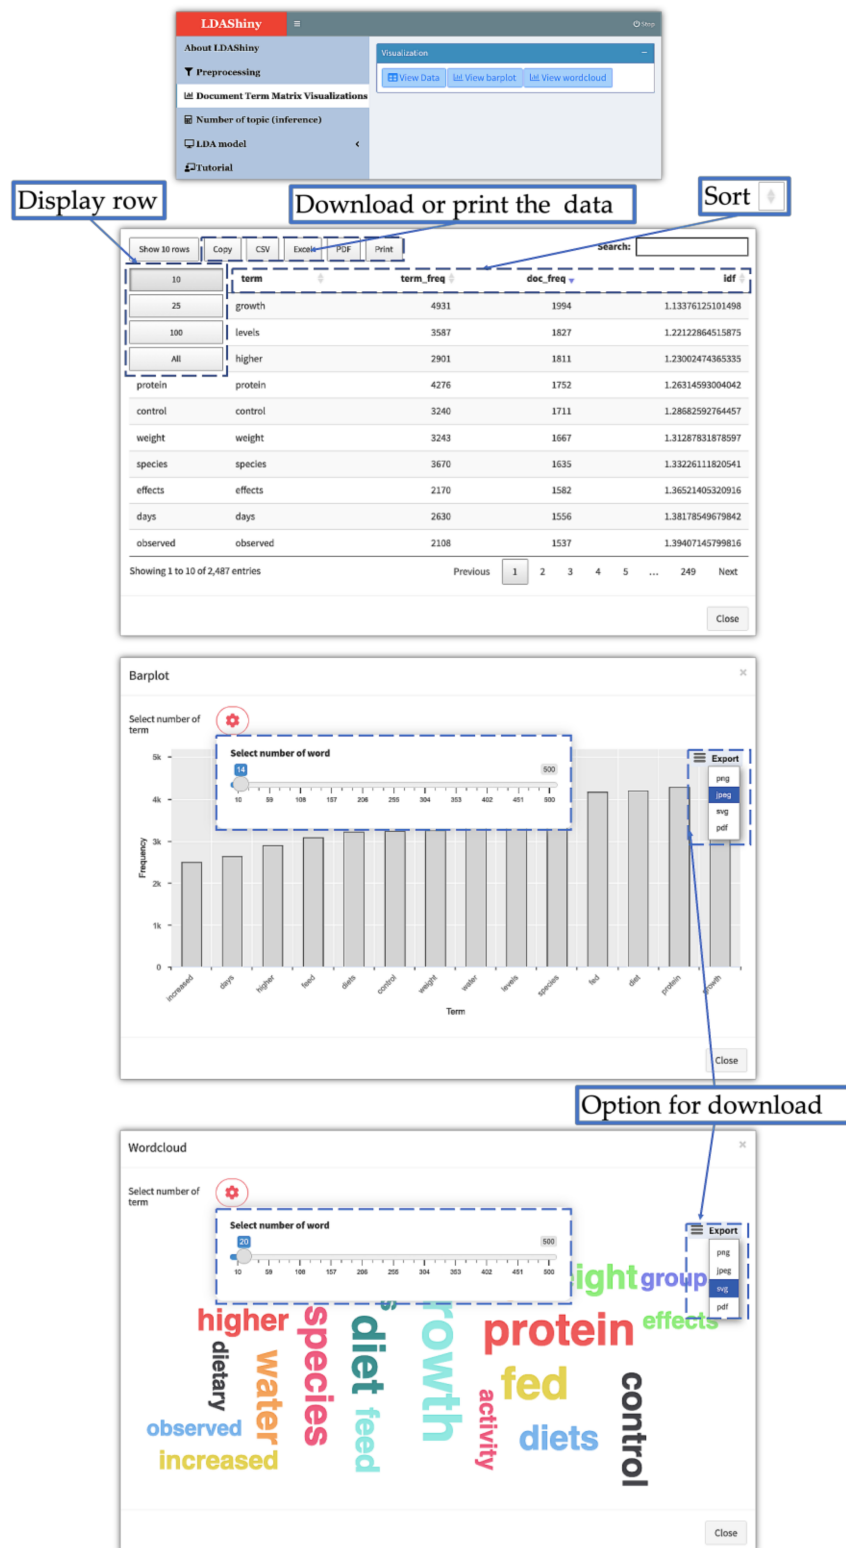 LDAShiny
Stop
About LDAShiny
Preprocessing
Document Term Matrix Visualizations
Number of topic (inference)
LDA model
Tutorial
Visualization
View Data View barplot View wordcloud
Display row
Download or print the data
Sort
Show 10 rows Copy CSV Excel PDF Print Search:
10
25
100
All
term term_freq doc_freq idf
growth 4931 1994 1.13376125101498
levels 3587 1827 1.22122864515875
higher 2901 1811 1.23002474365335
protein protein 4276 1752 1.26314593004042
control control 3240 1711 1.28682592764457
weight weight 3243 1667 1.31287831878597
species species 3670 1635 1.33226111820541
effects effects 2170 1582 1.36521405320916
days days 2630 1556 1.38178549679842
observed observed 2108 1537 1.39407145799816
Showing 1 to 10 of 2,487 entries Previous 1 2 3 4 5 ... 249 Next
Close
Barplot
Select number of
term
Select number of word
14 500
10 59 108 157 206 255 304 353 402 451 500
Export
png
jpeg
svg
pdf
5k
4k
3k
2k
1k
0
Frequency
increased days higher feed diets control weight water levels species fed diet protein growth
Term
Close
Option for download
Wordcloud
Select number of
term
Select number of word
20 500
10 59 108 157 206 255 304 353 402 451 500
Export
png
jpeg
svg
pdf
ight group
higher species diet rowth protein effects
dietary water fed control
observed feed activity diets
increased
Close